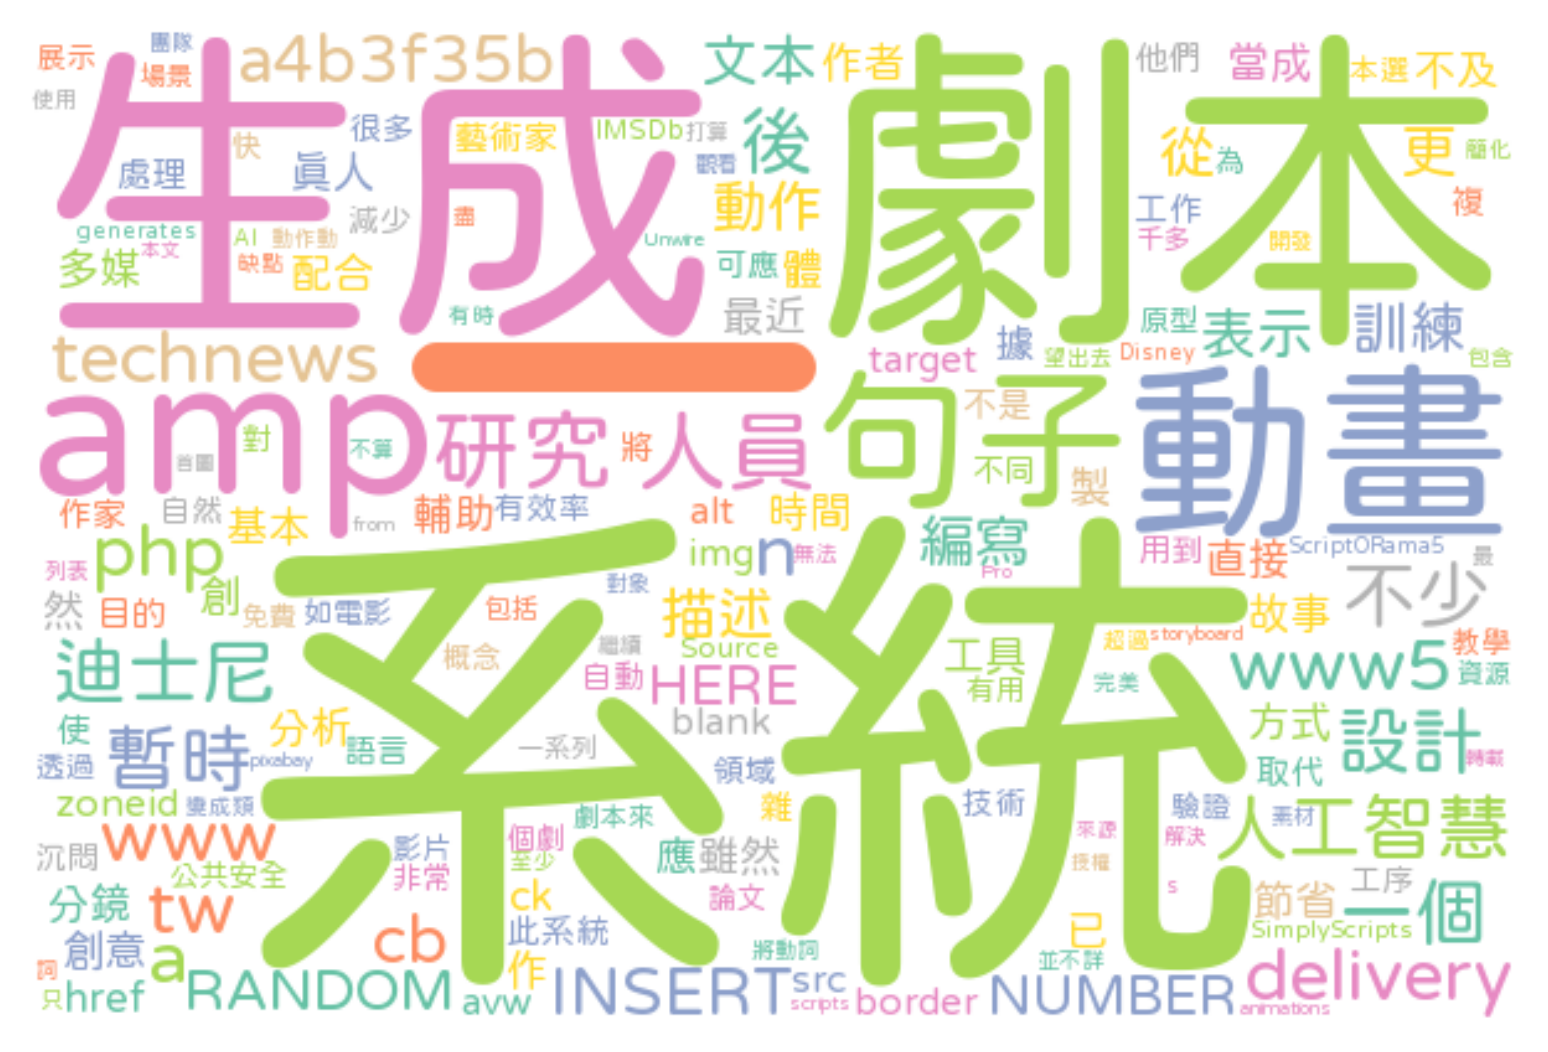 團隊
展示
場景
使用
a4b3f35b
文本
作者
他們
當成
本選
不及
生成
劇本
快
很多
藝術家
IMSDb
打算
後
觀看
從
為
更
簡化
處理
眞人
減少
盡
動作
工作
千多
複
開發
generates
本文
AI
動作動
多媒
缺點
配合
Unwire
可應
體
有時
最近
原型
據
表示
訓練
technews
一
target
望出去
Disney
包含
amp
研究
人員
將
句子
不是
不同
製
動畫
對
首圖
不算
作家
自然
基本
from
輔助
有效率
alt
時間
編寫
用到
直接
ScriptORama5
最
php
img
n
無法
Pro
列表
創
然
目的
免費
如電影
包括
對象
描述
系統
故事
不少
迪士尼
概念
繼續
Source
自動
HERE
工具
有用
超過
storyboard
完美
www5
教學
資源
使
暫時
分析
語言
blank
一系列
方式
設計
轉載
透過
pixabay
領域
取代
zoneid
變成類
劇本來
雜
技術
驗證
素材
人工智慧
www
沉悶
影片
個劇
至少
非常
應
雖然
來源
解決
授權
公共安全
分鏡
tw
ck
論文
s
節省
工序
一個
創意
cb
此系統
將動詞
已
SimplyScripts
並不詳
詞
只
href
a
RANDOM
avw
作
INSERT
src
scripts
border
NUMBER
delivery
animations